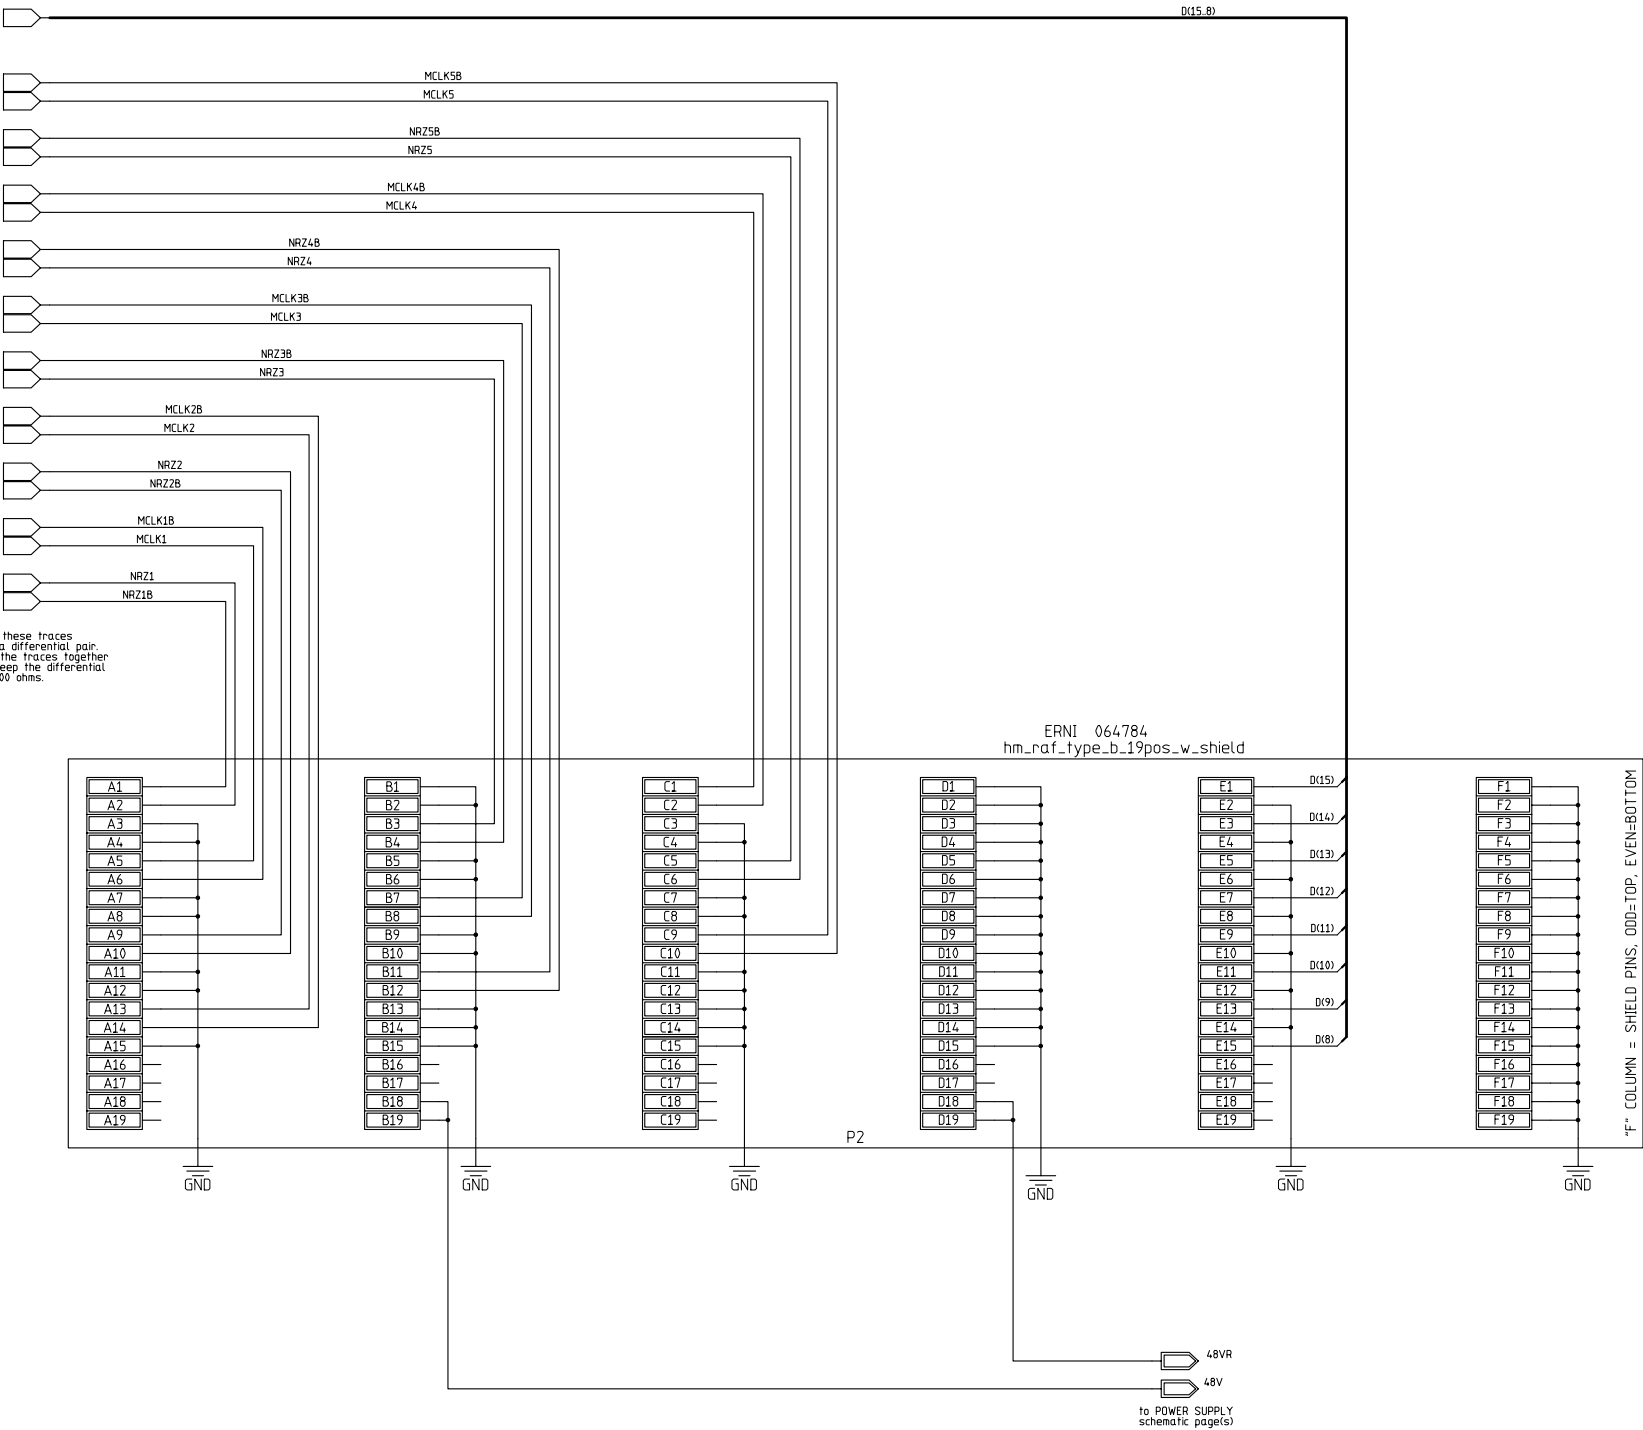 D(15..8)
MCLK5B
MCLK5
NRZ5B
NRZ5
MCLK4B
MCLK4
NRZ4B
NRZ4
MCLK3B
MCLK3
NRZ3B
NRZ3
MCLK2B
MCLK2
NRZ2
NRZ2B
MCLK1B
MCLK1
NRZ1
NRZ1B
these traces
a differential pair.
the traces together
eep the differential
00 ohms.
ERNI 064784
hm_raf_type_b_19pos_w_shield
A1 B1 C1 D1 E1 D(15) F1
A2 B2 C2 D2 E2 F2
A3 B3 C3 D3 E3 D(14) F3
A4 B4 C4 D4 E4 F4
A5 B5 C5 D5 E5 D(13) F5
A6 B6 C6 D6 E6 F6
A7 B7 C7 D7 E7 D(12) F7
A8 B8 C8 D8 E8 F8
A9 B9 C9 D9 E9 D(11) F9
A10 B10 C10 D10 E10 F10
A11 B11 C11 D11 E11 D(10) F11
A12 B12 C12 D12 E12 F12
A13 B13 C13 D13 E13 D(9) F13
A14 B14 C14 D14 E14 F14
A15 B15 C15 D15 E15 D(8) F15
A16 B16 C16 D16 E16 F16
A17 B17 C17 D17 E17 F17
A18 B18 C18 D18 E18 F18
A19 B19 C19 D19 E19 F19
"F" COLUMN = SHIELD PINS, ODD=TOP, EVEN=BOTTOM
P2
GND GND GND GND GND GND
48VR
48V
to POWER SUPPLY
schematic page(s)